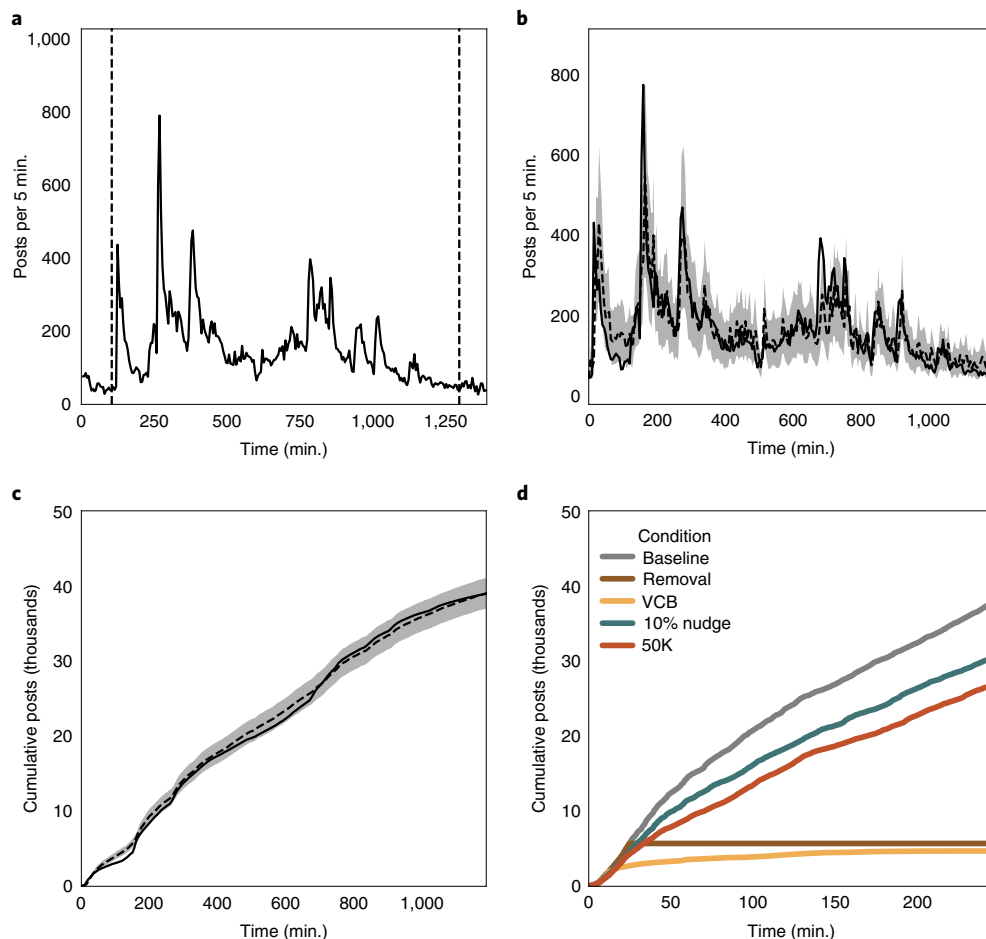 a
1,000
800
600
400
200
0
Posts per 5 min.
0 250 500 750 1,000 1,250
Time (min.)
b
800
600
400
200
0
Posts per 5 min.
0 200 400 600 800 1,000
Time (min.)
c
50
40
30
20
10
0
Cumulative posts (thousands)
0 200 400 600 800 1,000
Time (min.)
d
50
40
30
20
10
0
Cumulative posts (thousands)
Condition
Baseline
Removal
VCB
10% nudge
50K
0 50 100 150 200
Time (min.)